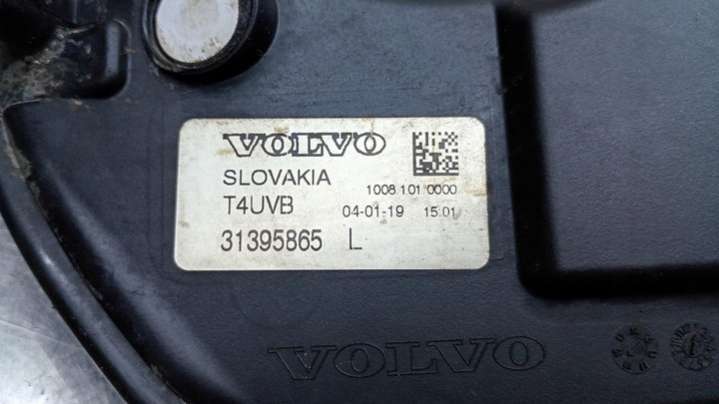 VOLVO
SLOVAKIA
1008 101 0000
T4UVB 04-01-19 15.01
31395865 L
VOLVO